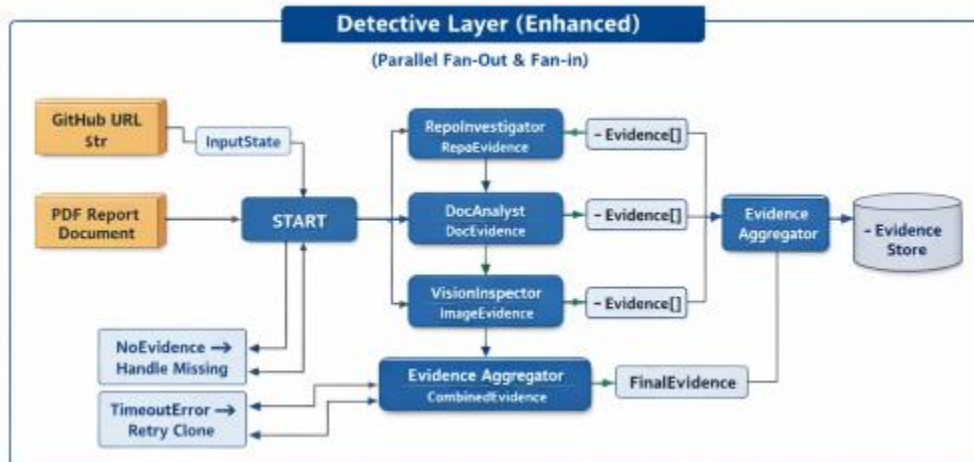 Detective Layer (Enhanced)
(Parallel Fan-Out & Fan-in)
GitHub URL
Str
InputState
PDF Report
Document
START
RepoInvestigator
RepoEvidence
- Evidence[]
DocAnalyst
DocEvidence
- Evidence[]
VisionInspector
ImageEvidence
- Evidence[]
Evidence
Aggregator
- Evidence
Store
NoEvidence →
Handle Missing
TimeoutError →
Retry Clone
Evidence Aggregator
CombinedEvidence
FinalEvidence